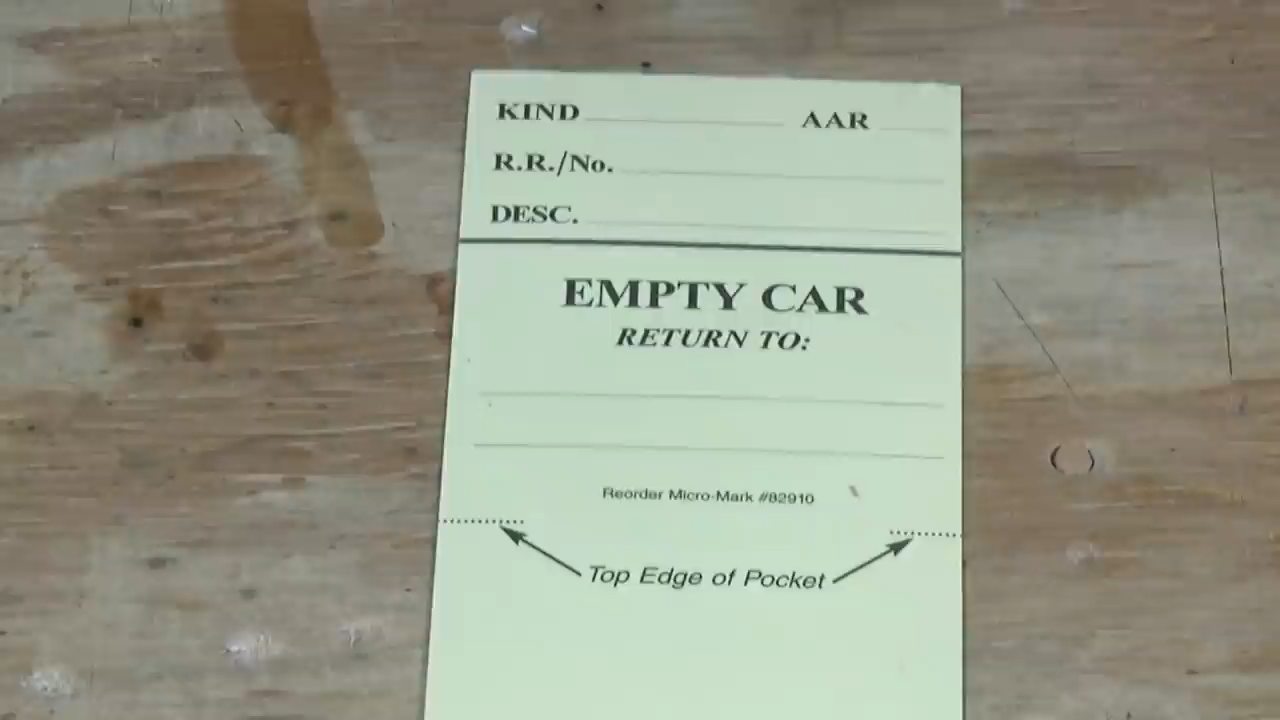 KIND AAR
R.R./No.
DESC.
EMPTY CAR
RETURN TO:
Reorder Micro-Mark #82910
Top Edge of Pocket